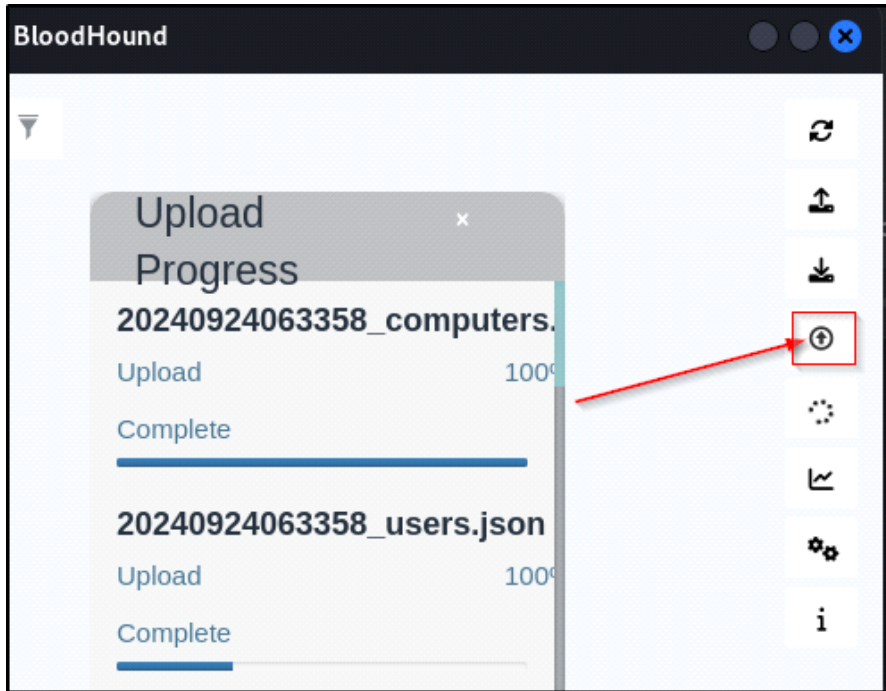 BloodHound
Upload
Progress
20240924063358_computers.
Upload 100%
Complete
20240924063358_users.json
Upload 100%
Complete